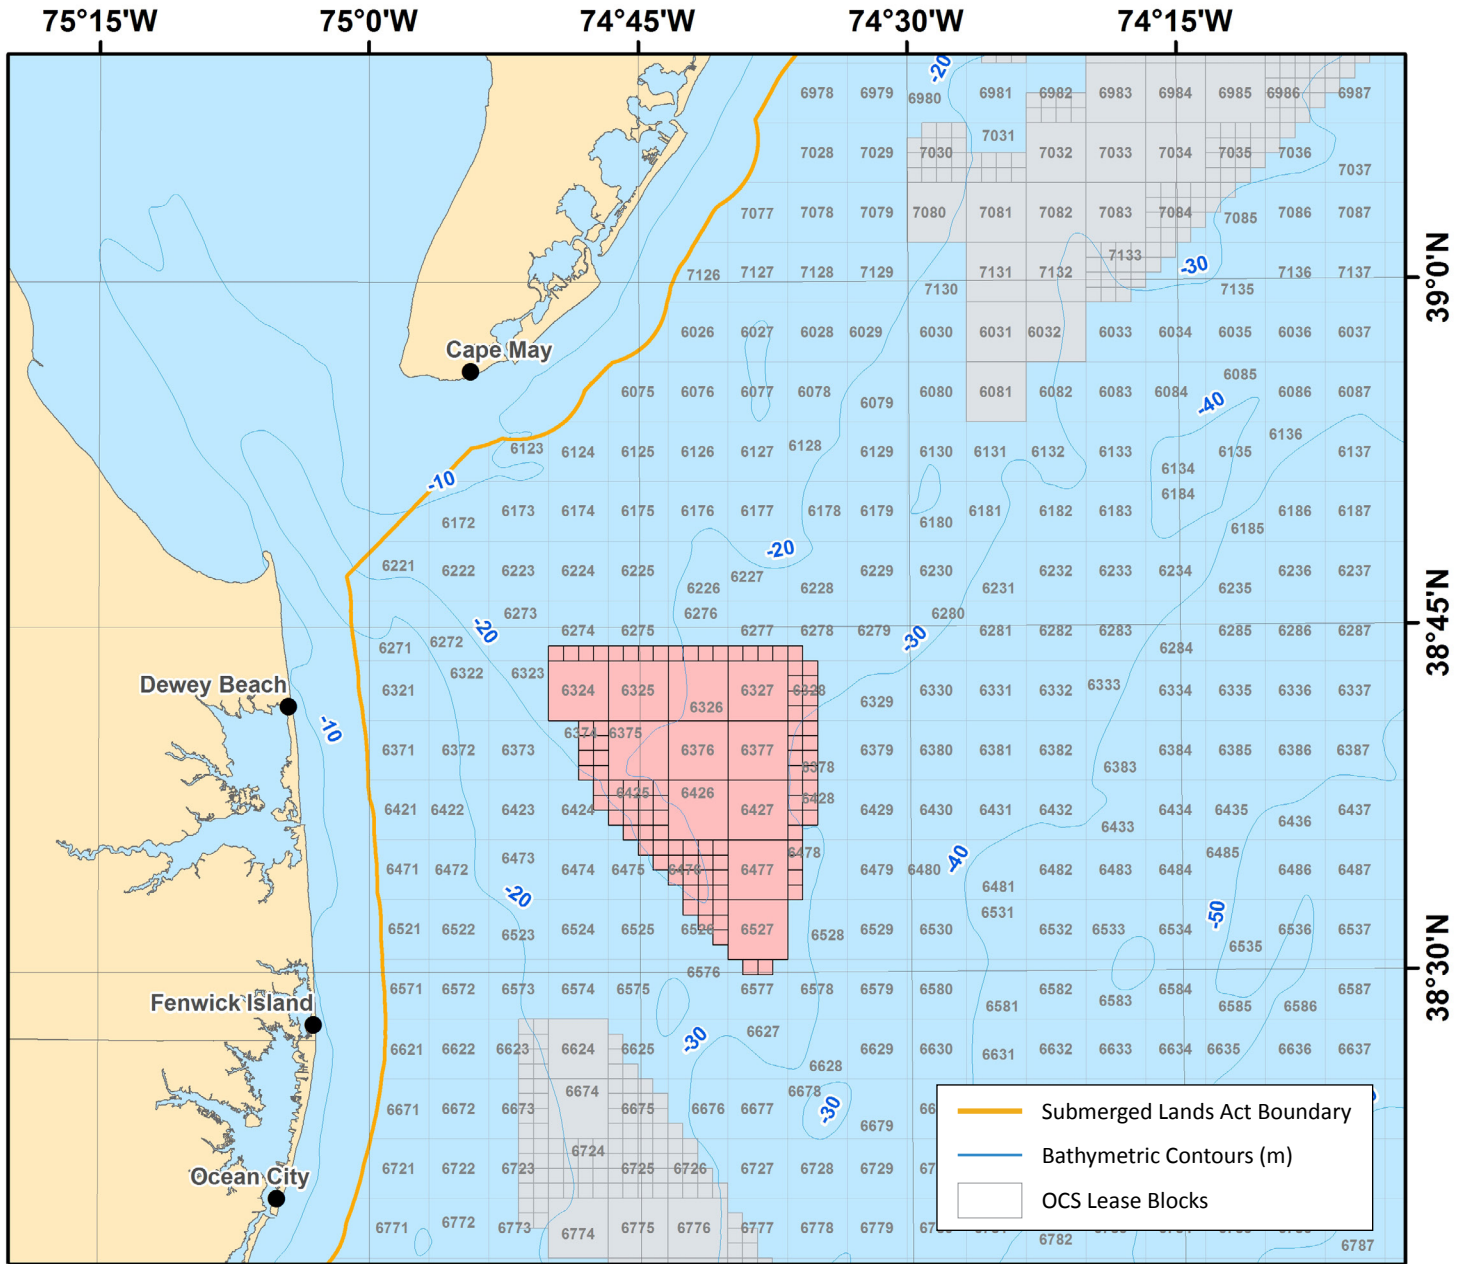 75°15'W 75°0'W 74°45'W 74°30'W 74°15'W
-20
6978 6979 6980 6981 6982 6983 6984 6985 6986 6987
7028 7029 7030 7031 7032 7033 7034 7035 7036 7037
7077 7078 7079 7080 7081 7082 7083 7084 7085 7086 7087
39°0'N
7126 7127 7128 7129 7130 7131 7132 7133 -30 7135 7136 7137
6026 6027 6028 6029 6030 6031 6032 6033 6034 6035 6036 6037
Cape May
6075 6076 6077 6078 6079 6080 6081 6082 6083 6084 6085 6086 6087
-40
6123 6124 6125 6126 6127 6128 6129 6130 6131 6132 6133 6134 6135 6136 6137
-10
6172 6173 6174 6175 6176 6177 6178 6179 6180 6181 6182 6183 6184 6185 6186 6187
-20
6221 6222 6223 6224 6225 6226 6227 6228 6229 6230 6231 6232 6233 6234 6235 6236 6237
38°45'N
6271 6272 6273 6274 6275 6276 6277 6278 6279 6280 6281 6282 6283 6284 6285 6286 6287
-20 -30
Dewey Beach
6321 6322 6323 6324 6325 6326 6327 6328 6329 6330 6331 6332 6333 6334 6335 6336 6337
-10
6371 6372 6373 6374 6375 6376 6377 6378 6379 6380 6381 6382 6383 6384 6385 6386 6387
6421 6422 6423 6424 6425 6426 6427 6428 6429 6430 6431 6432 6433 6434 6435 6436 6437
6471 6472 6473 6474 6475 6476 6477 6478 6479 6480 -40 6481 6482 6483 6484 6485 6486 6487
-20 -50
6521 6522 6523 6524 6525 6526 6527 6528 6529 6530 6531 6532 6533 6534 6535 6536 6537
38°30'N
Fenwick Island
6571 6572 6573 6574 6575 6576 6577 6578 6579 6580 6581 6582 6583 6584 6585 6586 6587
6621 6622 6623 6624 6625 -30 6627 6628 6629 6630 6631 6632 6633 6634 6635 6636 6637
6671 6672 6673 6674 6675 6676 6677 6678 -30 6679
Ocean City
6721 6722 6723 6724 6725 6726 6727 6728 6729
6771 6772 6773 6774 6775 6776 6777 6778 6779 6782 6787
Submerged Lands Act Boundary
Bathymetric Contours (m)
OCS Lease Blocks